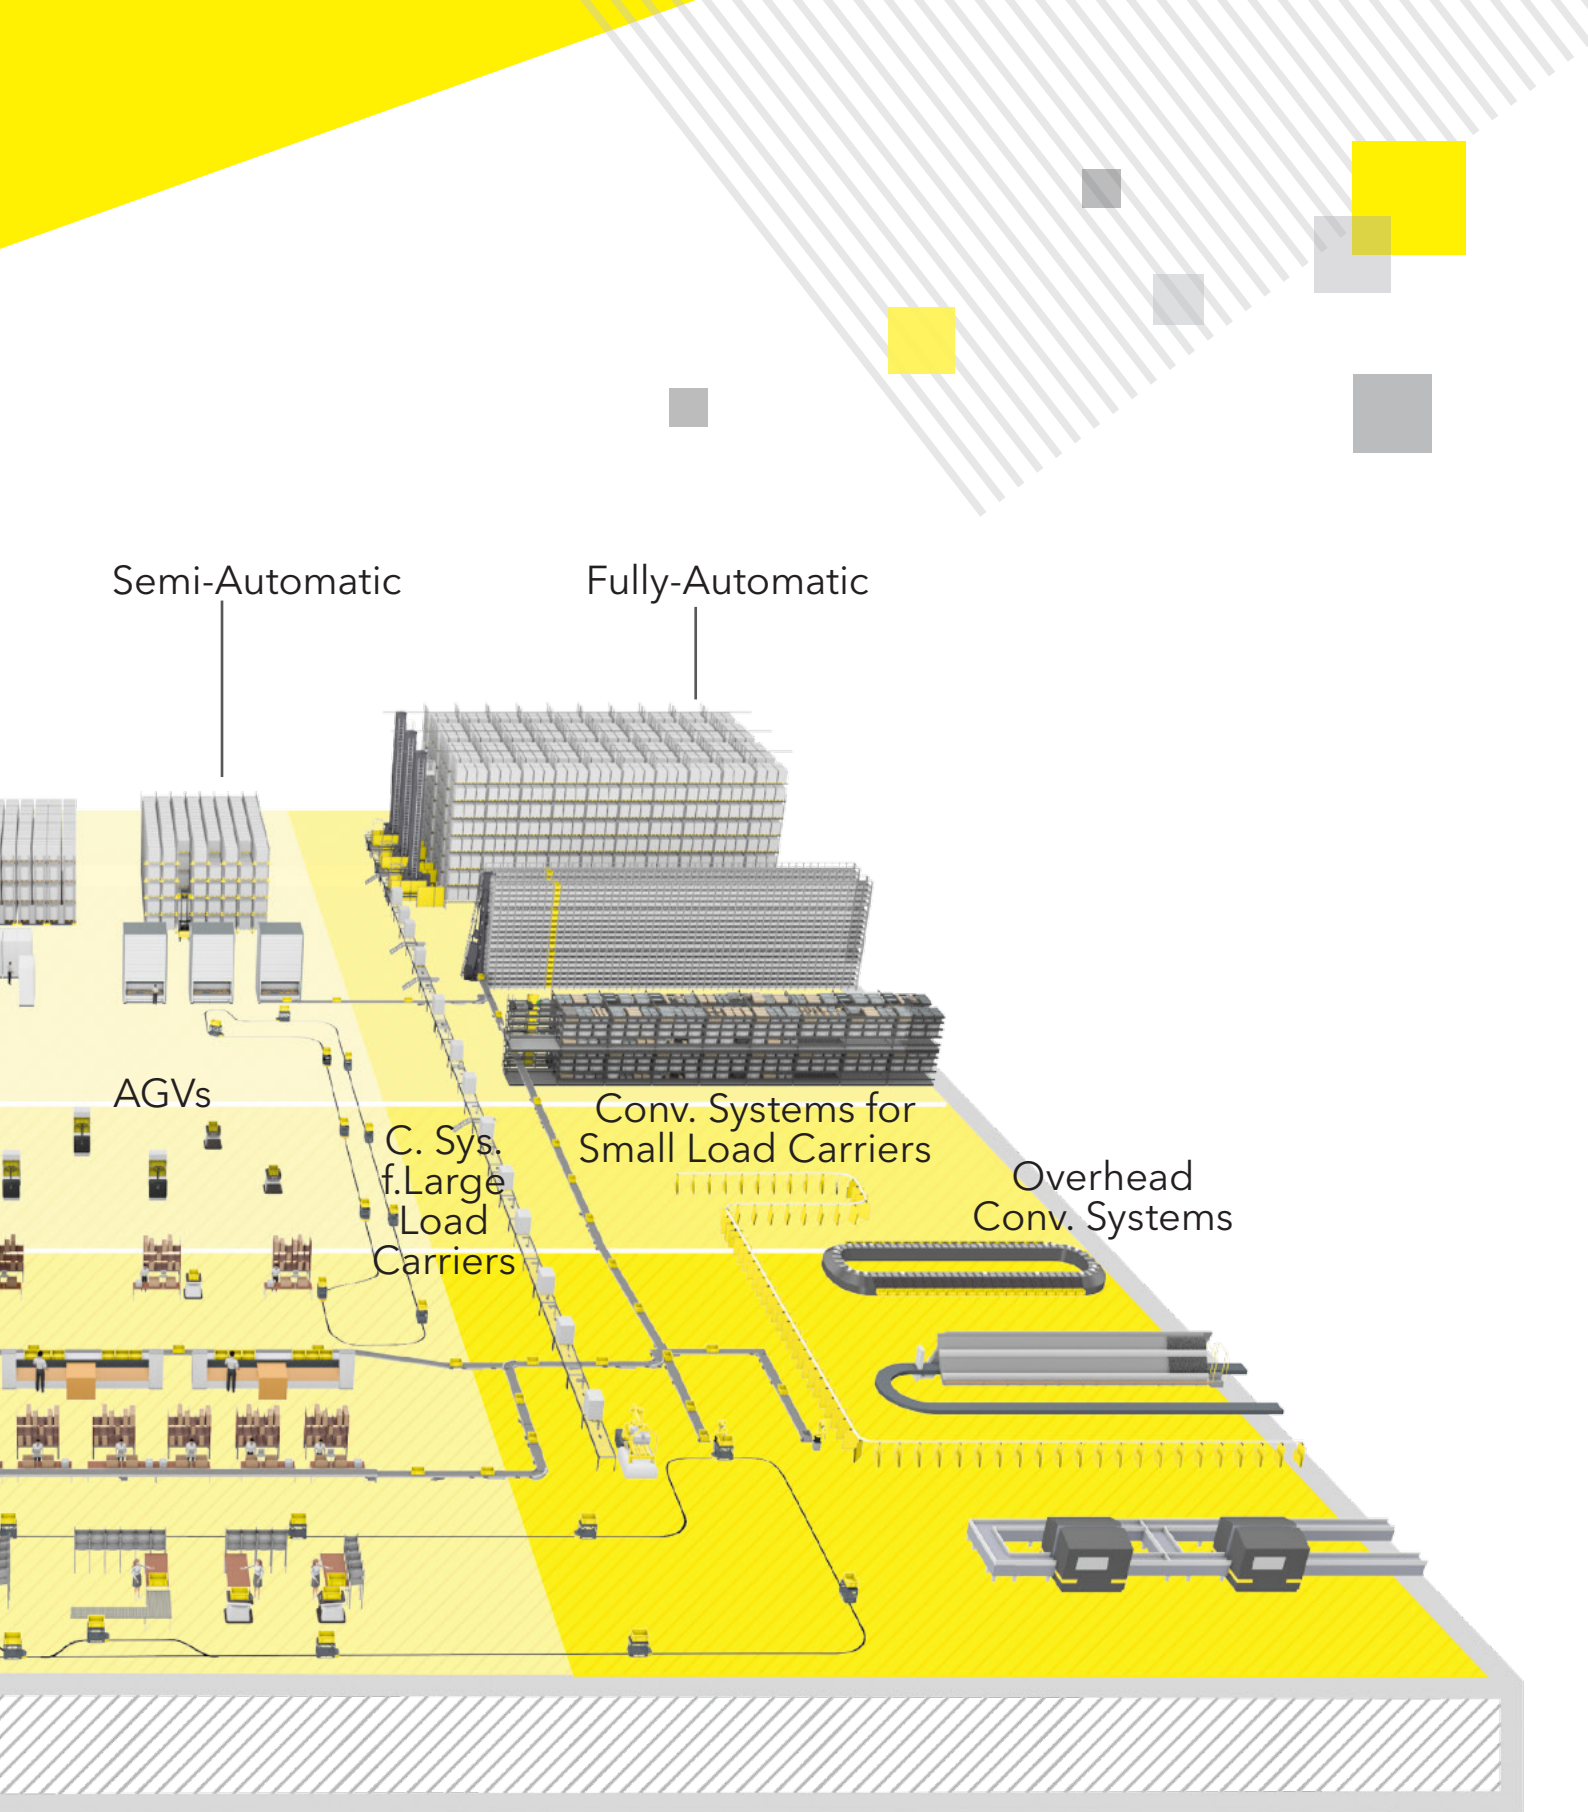 Semi-Automatic
Fully-Automatic
AGVs
C. Sys.
f.Large
Load
Carriers
Conv. Systems for
Small Load Carriers
Overhead
Conv. Systems